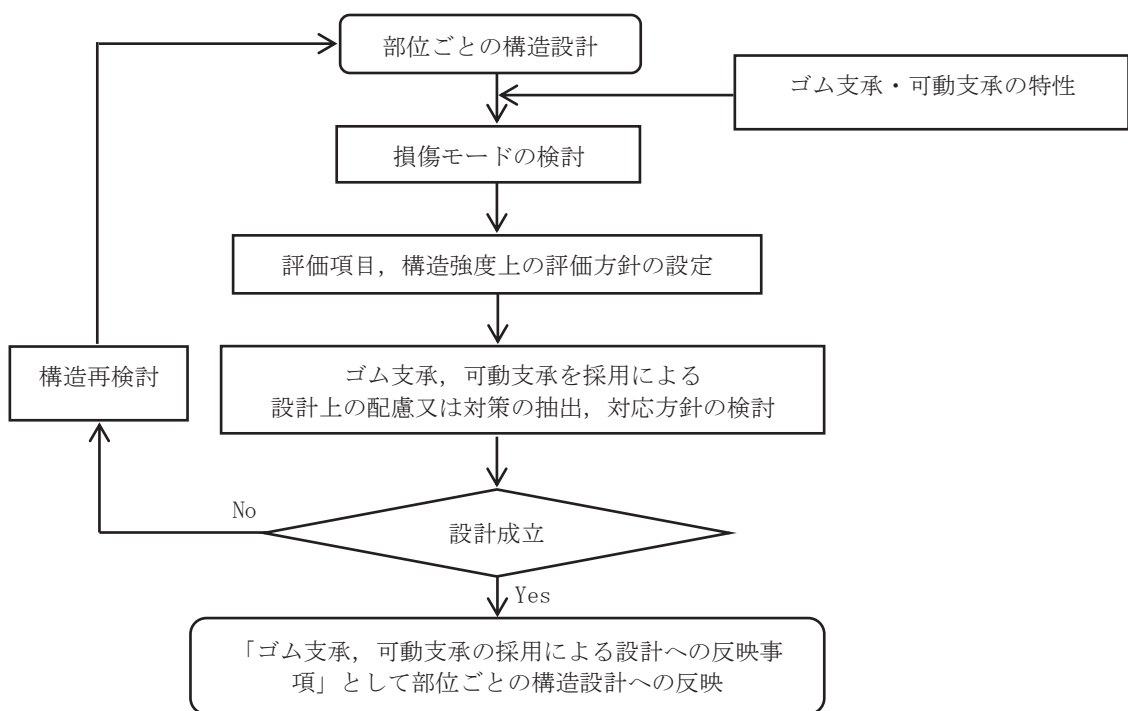 部位ごとの構造設計
ゴム支承・可動支承の特性
損傷モードの検討
評価項目，構造強度上の評価方針の設定
構造再検討
ゴム支承，可動支承を採用による
設計上の配慮又は対策の抽出，対応方針の検討
No
設計成立
Yes
「ゴム支承，可動支承の採用による設計への反映事
項」として部位ごとの構造設計への反映